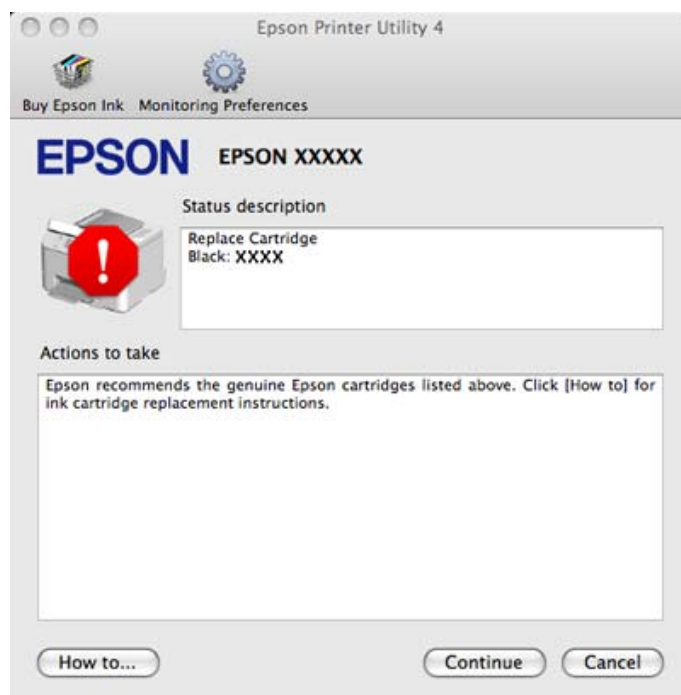 Epson Printer Utility 4
Buy Epson Ink Monitoring Preferences
EPSON EPSON XXXXX
Status description
Replace Cartridge
Black: XXXX
Actions to take
Epson recommends the genuine Epson cartridges listed above. Click [How to] for
ink cartridge replacement instructions.
How to... Continue Cancel